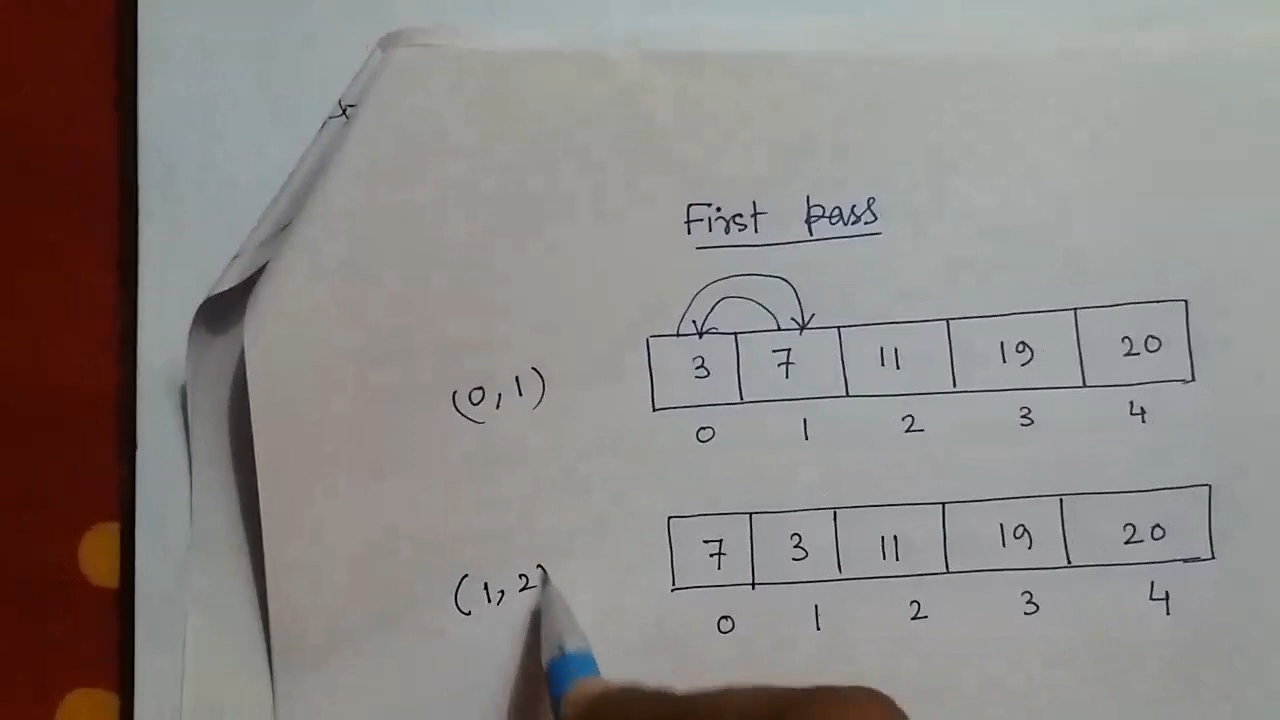 First pass
(0,1) 3 7 11 19 20
0 1 2 3 4
(1,2) 7 3 11 19 20
0 1 2 3 4